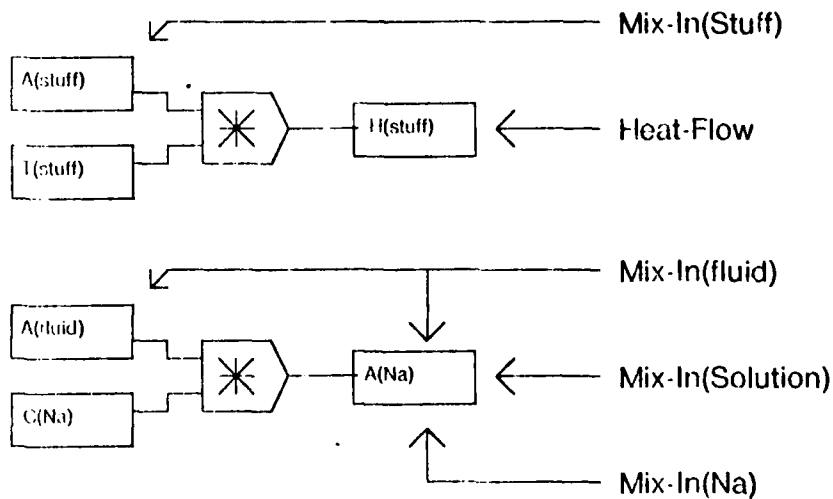 Mix-In(Stuff)
A(stuff)
H(stuff)
Heat-Flow
T(stuff)
Mix-In(fluid)
A(fluid)
A(Na)
Mix-In(Solution)
C(Na)
Mix-In(Na)